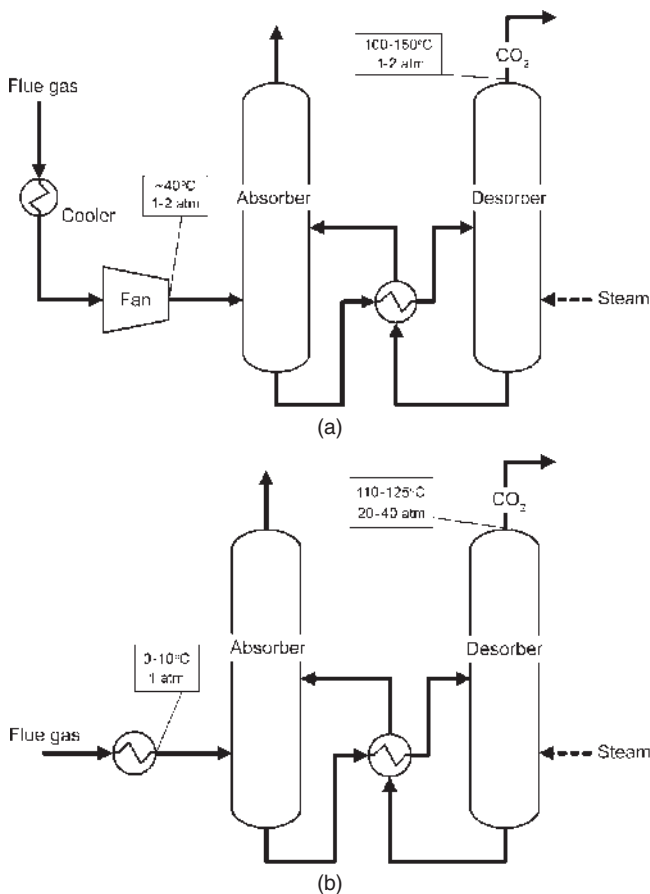 100-150°C
1-2 atm
CO2
Flue gas
~40°C
1-2 atm
Cooler
Absorber
Desorber
Fan
Steam
(a)
110-125°C
20-40 atm
CO2
Absorber
Desorber
0-10°C
1 atm
Flue gas
Steam
(b)